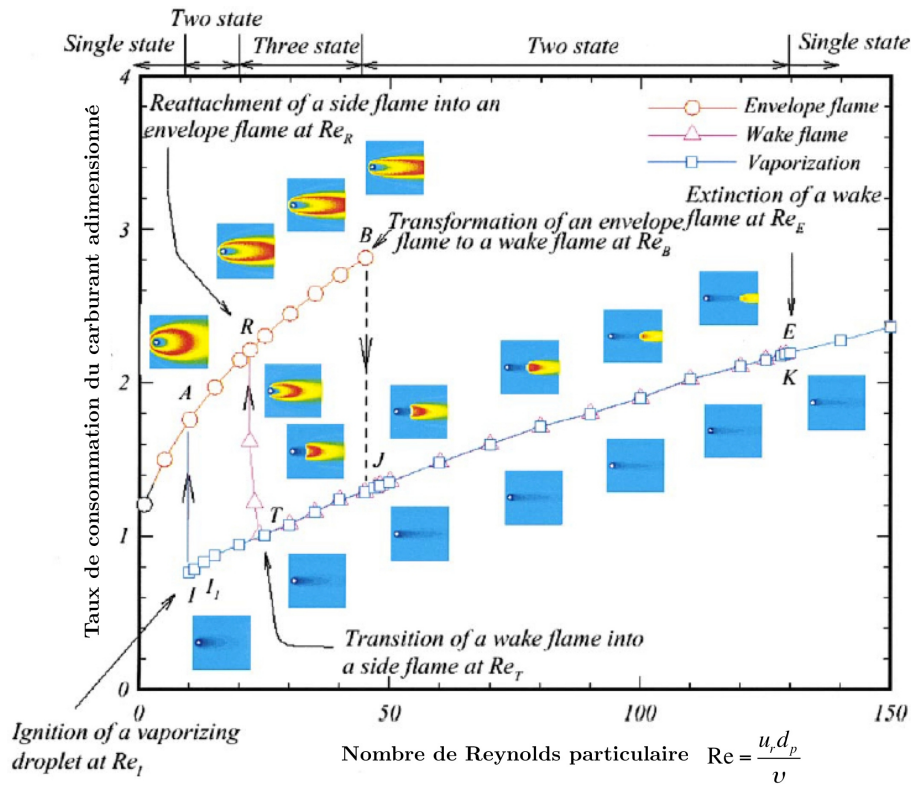 Two state
Single state
Three state
Two state
Single state
4
Reattachment of a side flame into an
envelope flame at Re_R
Envelope flame
Wake flame
Vaporization
Extinction of a wake
flame at Re_E
3
B
Transformation of an envelope
flame to a wake flame at Re_B
R
A
E
K
2
J
T
1
I I_1
Transition of a wake flame into
a side flame at Re_T
0
0
50
100
150
Ignition of a vaporizing
droplet at Re_I
Taux de consommation du carburant adimensionné
Nombre de Reynolds particulaire Re = u_r d_p / υ